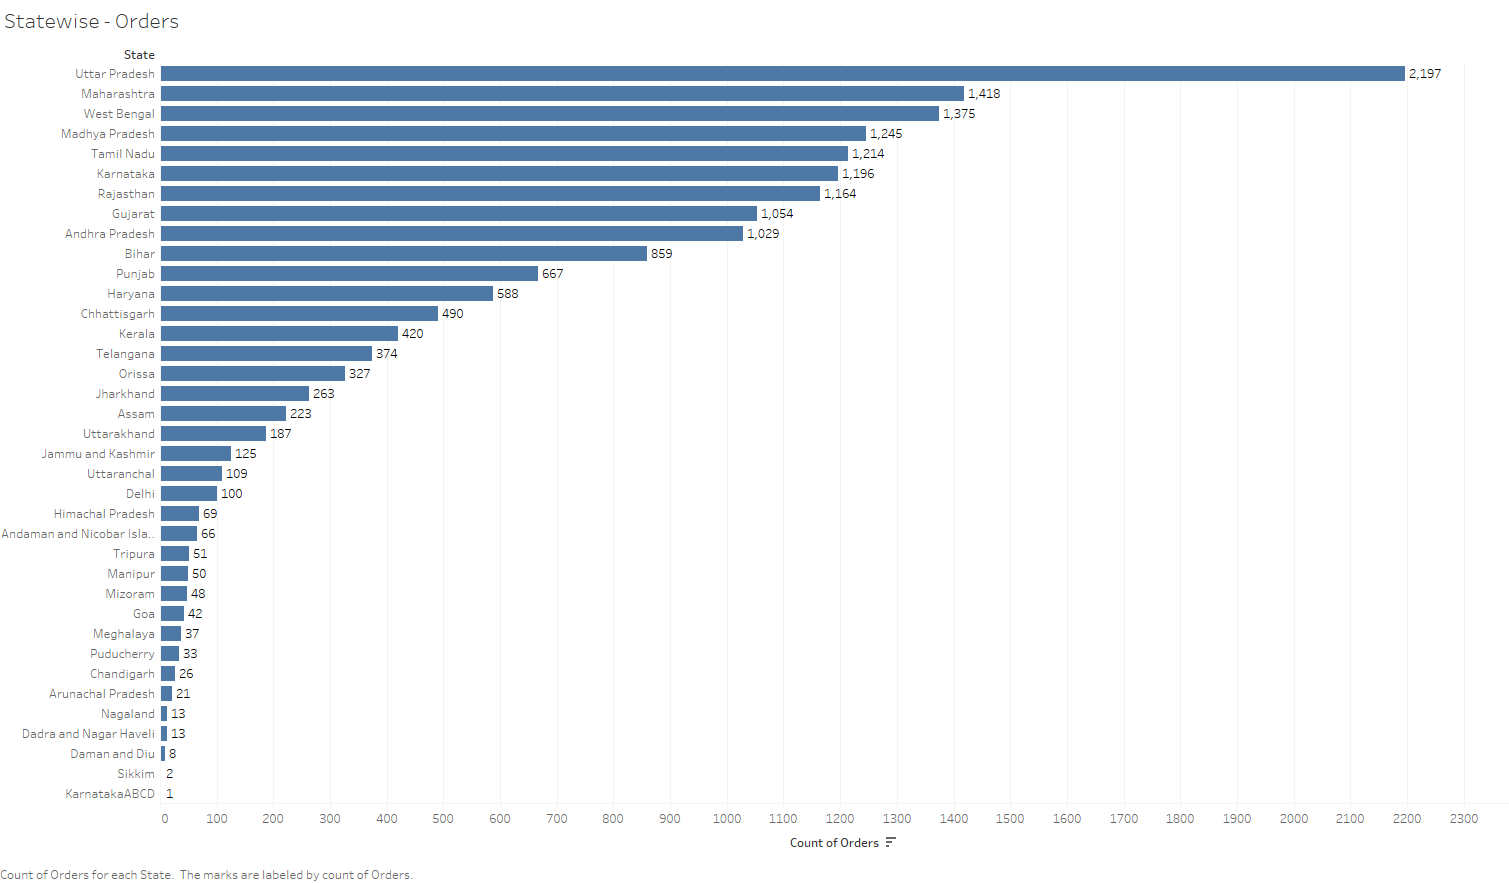 Statewise - Orders
State
Uttar Pradesh 2,197
Maharashtra 1,418
West Bengal 1,375
Madhya Pradesh 1,245
Tamil Nadu 1,214
Karnataka 1,196
Rajasthan 1,164
Gujarat 1,054
Andhra Pradesh 1,029
Bihar 859
Punjab 667
Haryana 588
Chhattisgarh 490
Kerala 420
Telangana 374
Orissa 327
Jharkhand 263
Assam 223
Uttarakhand 187
Jammu and Kashmir 125
Uttaranchal 109
Delhi 100
Himachal Pradesh 69
Andaman and Nicobar Isla.. 66
Tripura 51
Manipur 50
Mizoram 48
Goa 42
Meghalaya 37
Puducherry 33
Chandigarh 26
Arunachal Pradesh 21
Nagaland 13
Dadra and Nagar Haveli 13
Daman and Diu 8
Sikkim 2
KarnatakaABCD 1
0 100 200 300 400 500 600 700 800 900 1000 1100 1200 1300 1400 1500 1600 1700 1800 1900 2000 2100 2200 2300
Count of Orders
Count of Orders for each State. The marks are labeled by count of Orders.